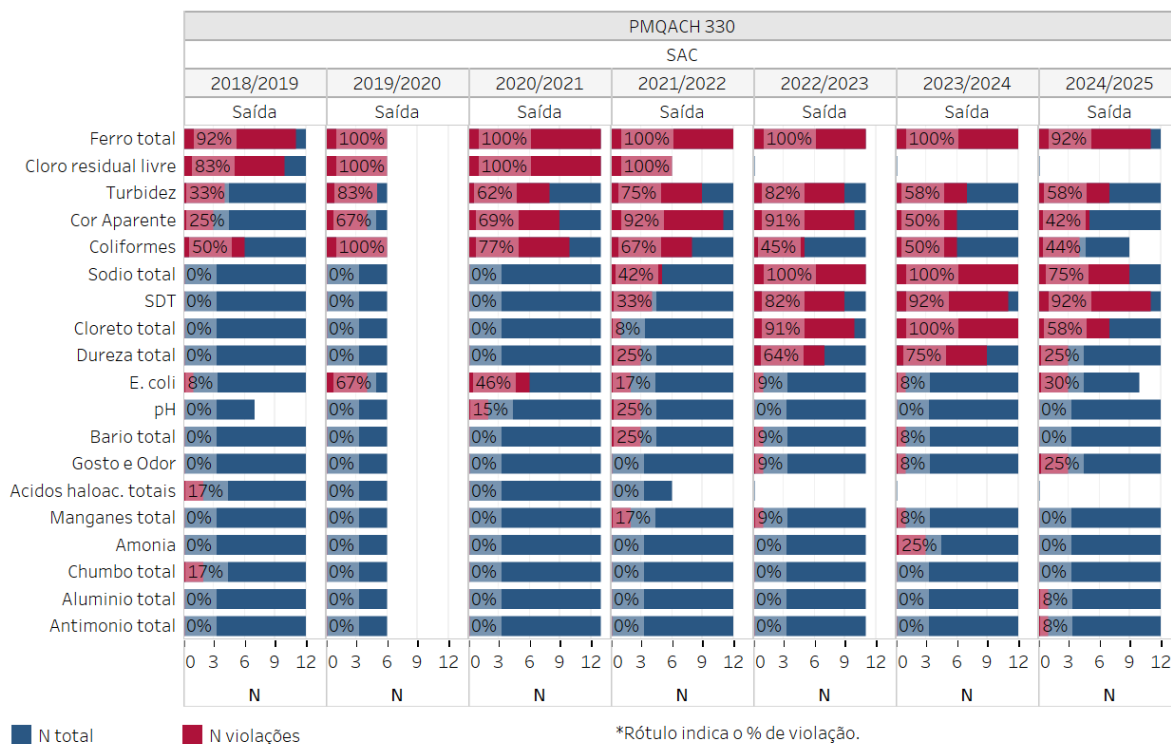 PMQACH 330
SAC
2018/2019 2019/2020 2020/2021 2021/2022 2022/2023 2023/2024 2024/2025
Saída Saída Saída Saída Saída Saída Saída
Ferro total 92% 100% 100% 100% 100% 100% 92%
Cloro residual livre 83% 100% 100% 100%
Turbidez 33% 83% 62% 75% 82% 58% 58%
Cor Aparente 25% 67% 69% 92% 91% 50% 42%
Coliformes 50% 100% 77% 67% 45% 50% 44%
Sodio total 0% 0% 0% 42% 100% 100% 75%
SDT 0% 0% 0% 33% 82% 92% 92%
Cloreto total 0% 0% 0% 8% 91% 100% 58%
Dureza total 0% 0% 0% 25% 64% 75% 25%
E. coli 8% 67% 46% 17% 9% 8% 30%
pH 0% 0% 15% 25% 0% 0% 0%
Bario total 0% 0% 0% 25% 9% 8% 0%
Gosto e Odor 0% 0% 0% 0% 9% 8% 25%
Acidos haloac. totais 17% 0% 0% 0%
Manganes total 0% 0% 0% 17% 9% 8% 0%
Amonia 0% 0% 0% 0% 0% 25% 0%
Chumbo total 17% 0% 0% 0% 0% 0% 0%
Aluminio total 0% 0% 0% 0% 0% 0% 8%
Antimonio total 0% 0% 0% 0% 0% 0% 8%
0 3 6 9 12 0 3 6 9 12 0 3 6 9 12 0 3 6 9 12 0 3 6 9 12 0 3 6 9 12 0 3 6 9 12
N N N N N N N
N total N violações *Rótulo indica o % de violação.